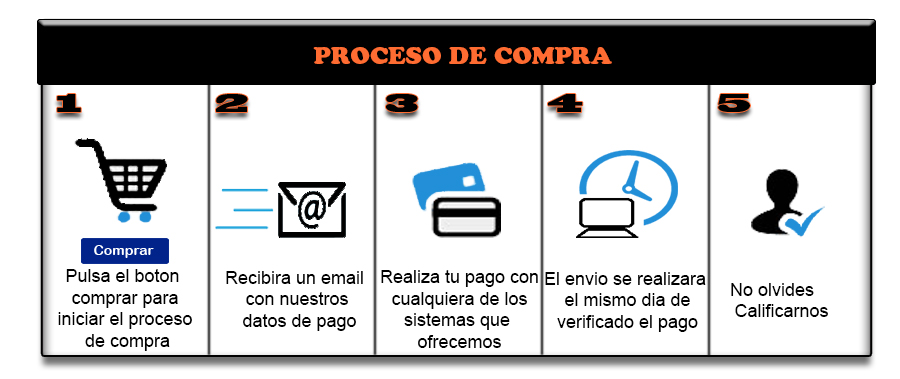 PROCESO DE COMPRA
1
Comprar
Pulsa el boton
comprar para
iniciar el proceso
de compra
2
@
Recibira un email
con nuestros
datos de pago
3
Realiza tu pago con
cualquiera de los
sistemas que
ofrecemos
4
El envio se realizara
el mismo dia de
verificado el pago
5
No olvides
Calificarnos